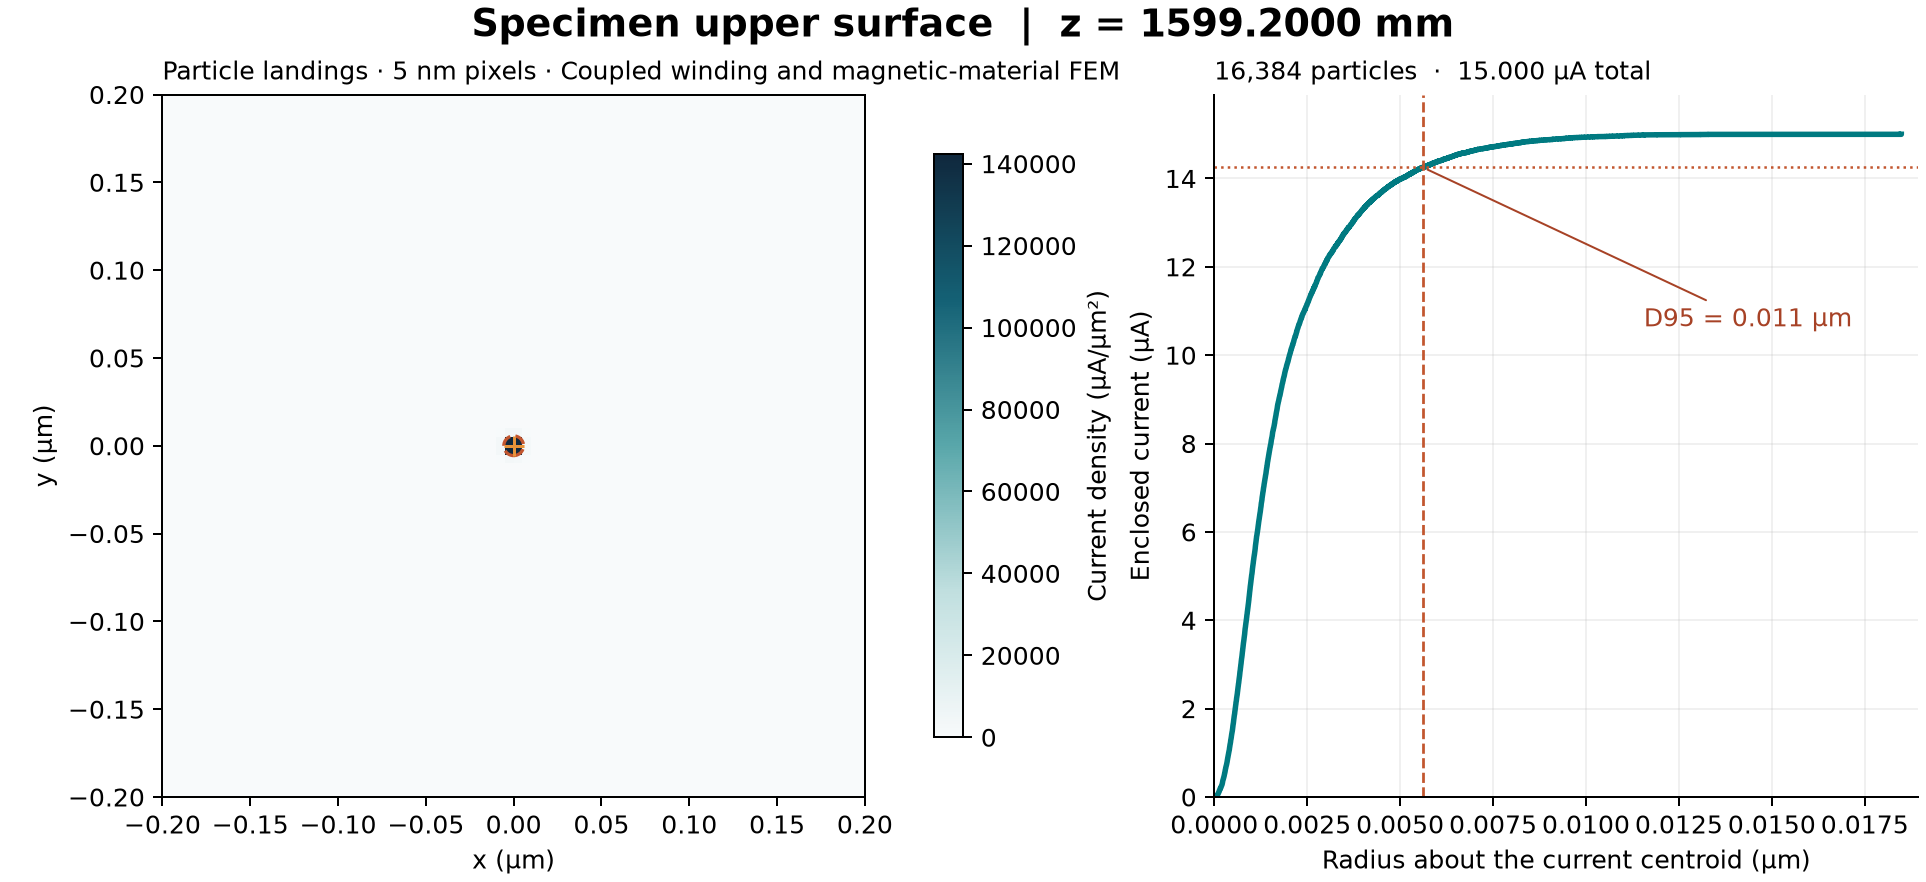 Specimen upper surface | z = 1599.2000 mm
Particle landings · 5 nm pixels · Coupled winding and magnetic-material FEM
16,384 particles · 15.000 µA total
y (µm)
0.20
0.15
0.10
0.05
0.00
−0.05
−0.10
−0.15
−0.20
−0.20 −0.15 −0.10 −0.05 0.00 0.05 0.10 0.15 0.20
x (µm)
140000
120000
100000
80000
60000
40000
20000
0
Current density (µA/µm²)
Enclosed current (µA)
14
12
10
8
6
4
2
0
D95 = 0.011 µm
0.0000 0.0025 0.0050 0.0075 0.0100 0.0125 0.0150 0.0175
Radius about the current centroid (µm)